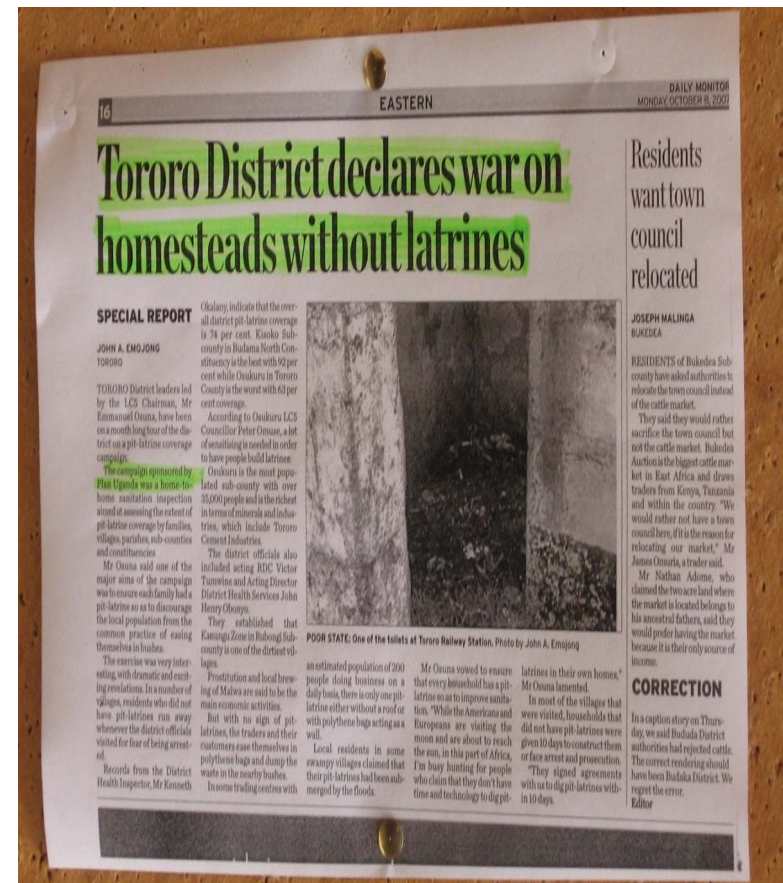 16
EASTERN
DAILY MONITOR
MONDAY, OCTOBER 8, 2007
Tororo District declares war on
homesteads without latrines
SPECIAL REPORT
JOHN A. EMOJONG
TORORO
TORORO District leaders led
by the LC5 Chairman, Mr
Emmanuel Osuna, have been
on a month long tour of the dis-
trict on a pit-latrine coverage
campaign.
The campaign sponsored by
Plan Uganda was a home-to-
home sanitation inspection
aimed at assessing the extent of
pit-latrine coverage by families,
villages, parishes, sub-counties
and constituencies
Mr Osuna said one of the
major aims of the campaign
was to ensure each family had a
pit-latrine so as to discourage
the local population from the
common practice of easing
themselves in bushes.
The exercise was very inter-
esting, with dramatic and excit-
ing revelations. In a number of
villages, residents who did not
have pit-latrines run away
whenever the district officials
visited for fear of being arrest-
ed.
Records from the District
Health Inspector, Mr Kenneth
Okalany, indicate that the over-
all district pit-latrine coverage
is 74 per cent. Kisoko Sub-
county in Budama North Con-
stituency is the best with 92 per
cent while Osukuru in Tororo
County is the worst with 63 per
cent coverage.
According to Osukuru LC5
Councillor Peter Omuse, a lot
of sensitising is needed in order
to have people build latrines
Osukuru is the most popu-
lated sub-county with over
35,000 people and is the richest
in terms of minerals and indus-
tries, which include Tororo
Cement Industries.
The district officials also
included acting RDC Victor
Tumwine and Acting Director
District Health Services John
Henry Obonyo.
They established that
Kanungu Zone in Rubongi Sub-
county is one of the dirtiest vil-
lages.
Prostitution and local brew-
ing of Malwa are said to be the
main economic activities.
But with no sign of pit-
latrines, the traders and their
customers ease themselves in
polythene bags and dump the
waste in the nearby bushes.
In some trading centres with
POOR STATE: One of the toilets at Tororo Railway Station. Photo by John A. Emojong
an estimated population of 200
people doing business on a
daily basis, there is only one pit-
latrine either without a roof or
with polythene bags acting as a
wall.
Local residents in some
swampy villages claimed that
their pit-latrines had been sub-
merged by the floods.
Mr Osuna vowed to ensure
that every household has a pit-
latrine so as to improve sanita-
tion. "While the Americans and
Europeans are visiting the
moon and are about to reach
the sun, in this part of Africa,
I'm busy hunting for people
who claim that they don't have
time and technology to dig pit-
latrines in their own homes,"
Mr Osuna lamented.
In most of the villages that
were visited, households that
did not have pit-latrines were
given 10 days to construct them
or face arrest and prosecution.
"They signed agreements
with us to dig pit-latrines with-
in 10 days.
Residents
want town
council
relocated
JOSEPH MALINGA
BUKEDEA
RESIDENTS of Bukedea Sub
county have asked authorities to
relocate the town council instead
of the cattle market.
They said they would rather
sacrifice the town council but
not the cattle market. Bukedea
Auction is the biggest cattle mar-
ket in East Africa and draws
traders from Kenya, Tanzania
and within the country. "We
would rather not have a town
council here, if it is the reason for
relocating our market," Mr
James Omuria, a trader said.
Mr Nathan Adome, who
claimed the two acre land where
the market is located belongs to
his ancestral fathers, said they
would prefer having the market
because it is their only source of
income.
CORRECTION
In a caption story on Thurs-
day, we said Bududa District
authorities had rejected cattle.
The correct rendering should
have been Budaka District. We
regret the error.
Editor